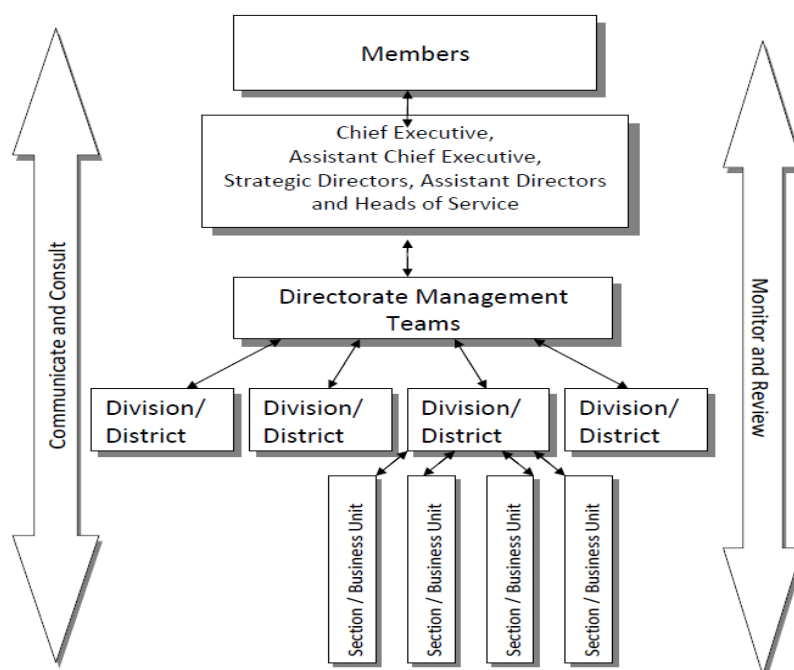 Members
Chief Executive,
Assistant Chief Executive,
Strategic Directors, Assistant Directors
and Heads of Service
Communicate and Consult
Monitor and Review
Directorate Management
Teams
Division/
District
Division/
District
Division/
District
Division/
District
Section / Business Unit
Section / Business Unit
Section / Business Unit
Section / Business Unit